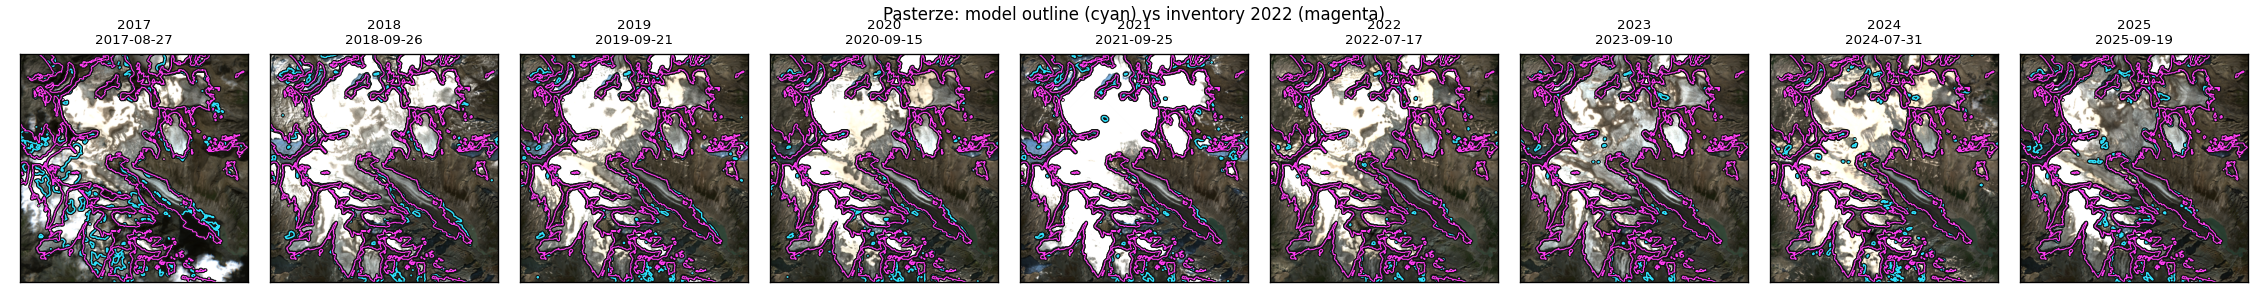 Pasterze: model outline (cyan) vs inventory 2022 (magenta)
2017 2018 2019 2020 2021 2022 2023 2024 2025
2017-08-27 2018-09-26 2019-09-21 2020-09-15 2021-09-25 2022-07-17 2023-09-10 2024-07-31 2025-09-19